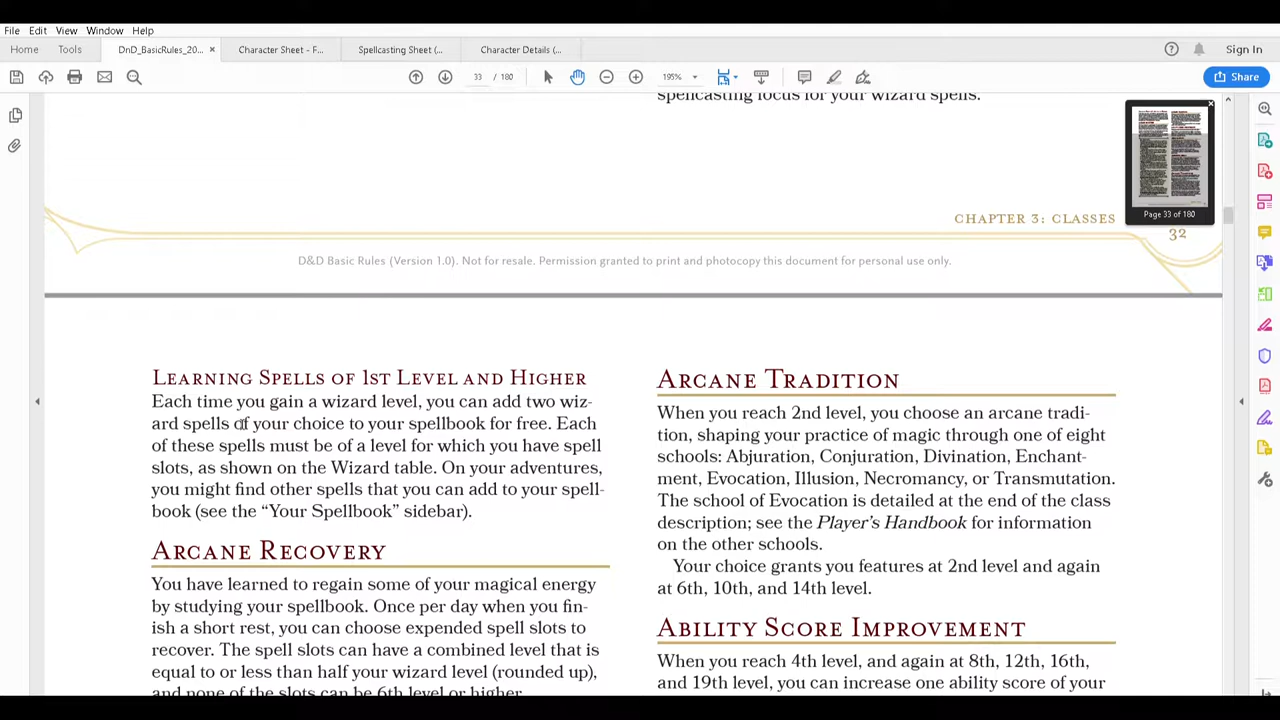 File Edit View Window Help
Home Tools DnD_BasicRules_20... × Character Sheet - F... Spellcasting Sheet (... Character Details (... Sign In
33 / 180 195% Share
spellcasting focus for your wizard spells.
Page 33 of 180
CHAPTER 3: CLASSES
32
D&D Basic Rules (Version 1.0). Not for resale. Permission granted to print and photocopy this document for personal use only.
Learning Spells of 1st Level and Higher
Each time you gain a wizard level, you can add two wiz-
ard spells of your choice to your spellbook for free. Each
of these spells must be of a level for which you have spell
slots, as shown on the Wizard table. On your adventures,
you might find other spells that you can add to your spell-
book (see the “Your Spellbook” sidebar).
Arcane Recovery
You have learned to regain some of your magical energy
by studying your spellbook. Once per day when you fin-
ish a short rest, you can choose expended spell slots to
recover. The spell slots can have a combined level that is
equal to or less than half your wizard level (rounded up),
and none of the slots can be 6th level or higher.
Arcane Tradition
When you reach 2nd level, you choose an arcane tradi-
tion, shaping your practice of magic through one of eight
schools: Abjuration, Conjuration, Divination, Enchant-
ment, Evocation, Illusion, Necromancy, or Transmutation.
The school of Evocation is detailed at the end of the class
description; see the Player’s Handbook for information
on the other schools.
Your choice grants you features at 2nd level and again
at 6th, 10th, and 14th level.
Ability Score Improvement
When you reach 4th level, and again at 8th, 12th, 16th,
and 19th level, you can increase one ability score of your